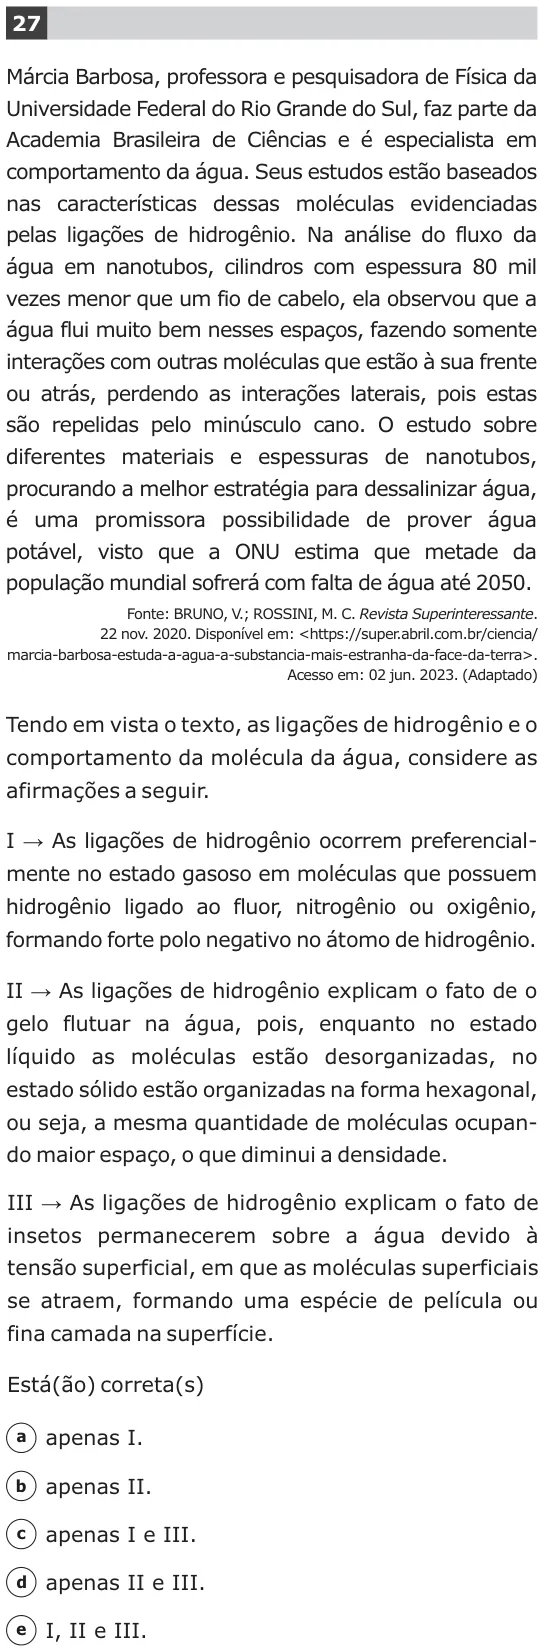 27
Márcia Barbosa, professora e pesquisadora de Física da
Universidade Federal do Rio Grande do Sul, faz parte da
Academia Brasileira de Ciências e é especialista em
comportamento da água. Seus estudos estão baseados
nas características dessas moléculas evidenciadas
pelas ligações de hidrogênio. Na análise do fluxo da
água em nanotubos, cilindros com espessura 80 mil
vezes menor que um fio de cabelo, ela observou que a
água flui muito bem nesses espaços, fazendo somente
interações com outras moléculas que estão à sua frente
ou atrás, perdendo as interações laterais, pois estas
são repelidas pelo minúsculo cano. O estudo sobre
diferentes materiais e espessuras de nanotubos,
procurando a melhor estratégia para dessalinizar água,
é uma promissora possibilidade de prover água
potável, visto que a ONU estima que metade da
população mundial sofrerá com falta de água até 2050.
Fonte: BRUNO, V.; ROSSINI, M. C. Revista Superinteressante.
22 nov. 2020. Disponível em: <https://super.abril.com.br/ciencia/
marcia-barbosa-estuda-a-agua-a-substancia-mais-estranha-da-face-da-terra>.
Acesso em: 02 jun. 2023. (Adaptado)
Tendo em vista o texto, as ligações de hidrogênio e o
comportamento da molécula da água, considere as
afirmações a seguir.
I → As ligações de hidrogênio ocorrem preferencial-
mente no estado gasoso em moléculas que possuem
hidrogênio ligado ao fluor, nitrogênio ou oxigênio,
formando forte polo negativo no átomo de hidrogênio.
II → As ligações de hidrogênio explicam o fato de o
gelo flutuar na água, pois, enquanto no estado
líquido as moléculas estão desorganizadas, no
estado sólido estão organizadas na forma hexagonal,
ou seja, a mesma quantidade de moléculas ocupan-
do maior espaço, o que diminui a densidade.
III → As ligações de hidrogênio explicam o fato de
insetos permanecerem sobre a água devido à
tensão superficial, em que as moléculas superficiais
se atraem, formando uma espécie de película ou
fina camada na superfície.
Está(ão) correta(s)
a apenas I.
b apenas II.
c apenas I e III.
d apenas II e III.
e I, II e III.